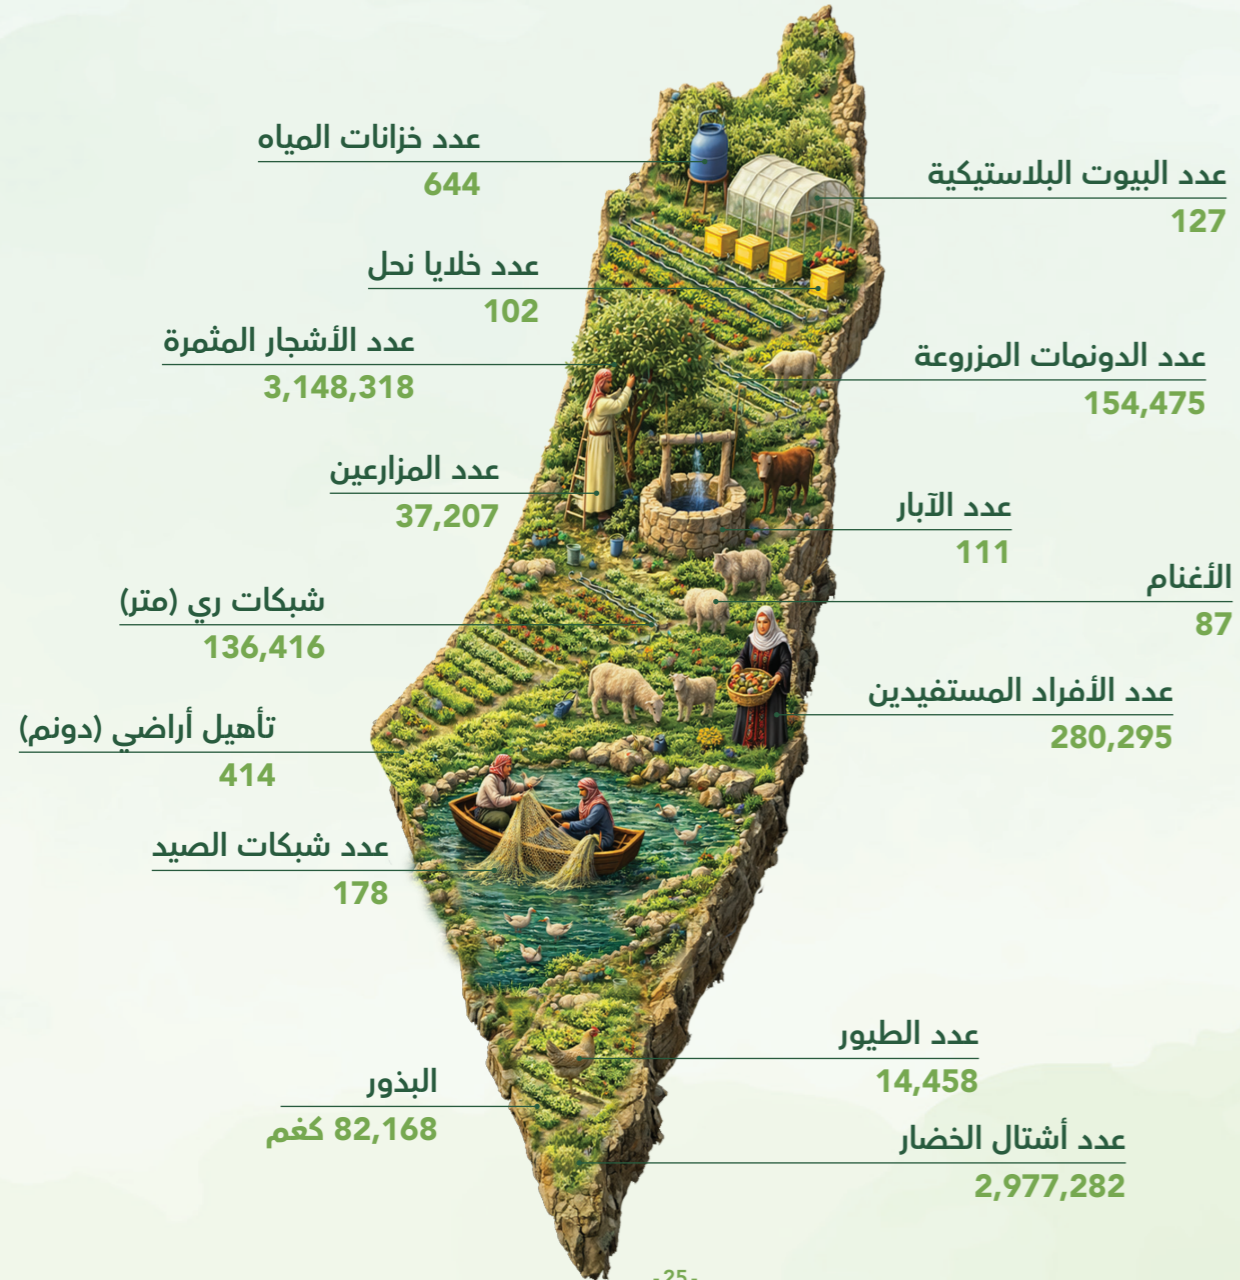 عدد خزانات المياه
644
عدد البيوت البلاستيكية
127
عدد خلايا نحل
102
عدد الأشجار المثمرة
3,148,318
عدد الدونمات المزروعة
154,475
عدد المزارعين
37,207
عدد الآبار
111
الأغنام
87
شبكات ري (متر)
136,416
عدد الأفراد المستفيدين
280,295
تأهيل أراضي (دونم)
414
عدد شبكات الصيد
178
عدد الطيور
14,458
البذور
82,168 كغم
عدد أشتال الخضار
2,977,282
-25-